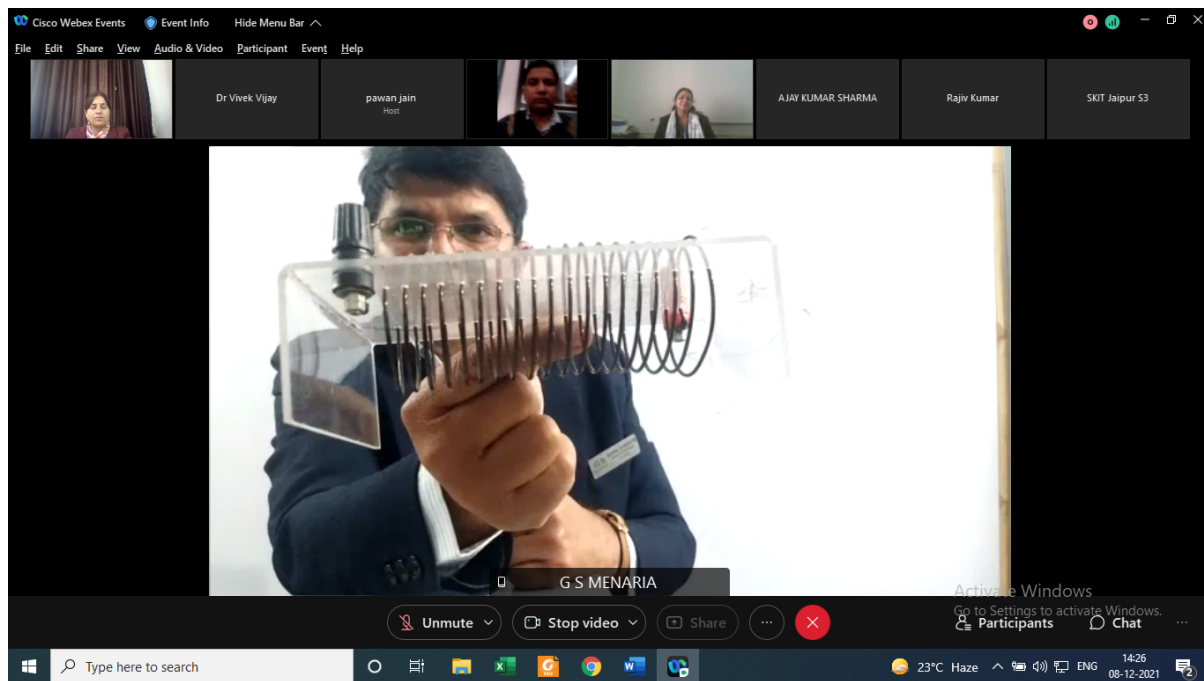 Cisco Webex Events Event Info Hide Menu Bar
File Edit Share View Audio & Video Participant Event Help
Dr Vivek Vijay
pawan jain
Host
AJAY KUMAR SHARMA
Rajiv Kumar
SKIT Jaipur S3
G S MENARIA
Activate Windows
Go to Settings to activate Windows.
Unmute Stop video Share Participants Chat
Type here to search
23°C Haze ENG 14:26
08-12-2021
2